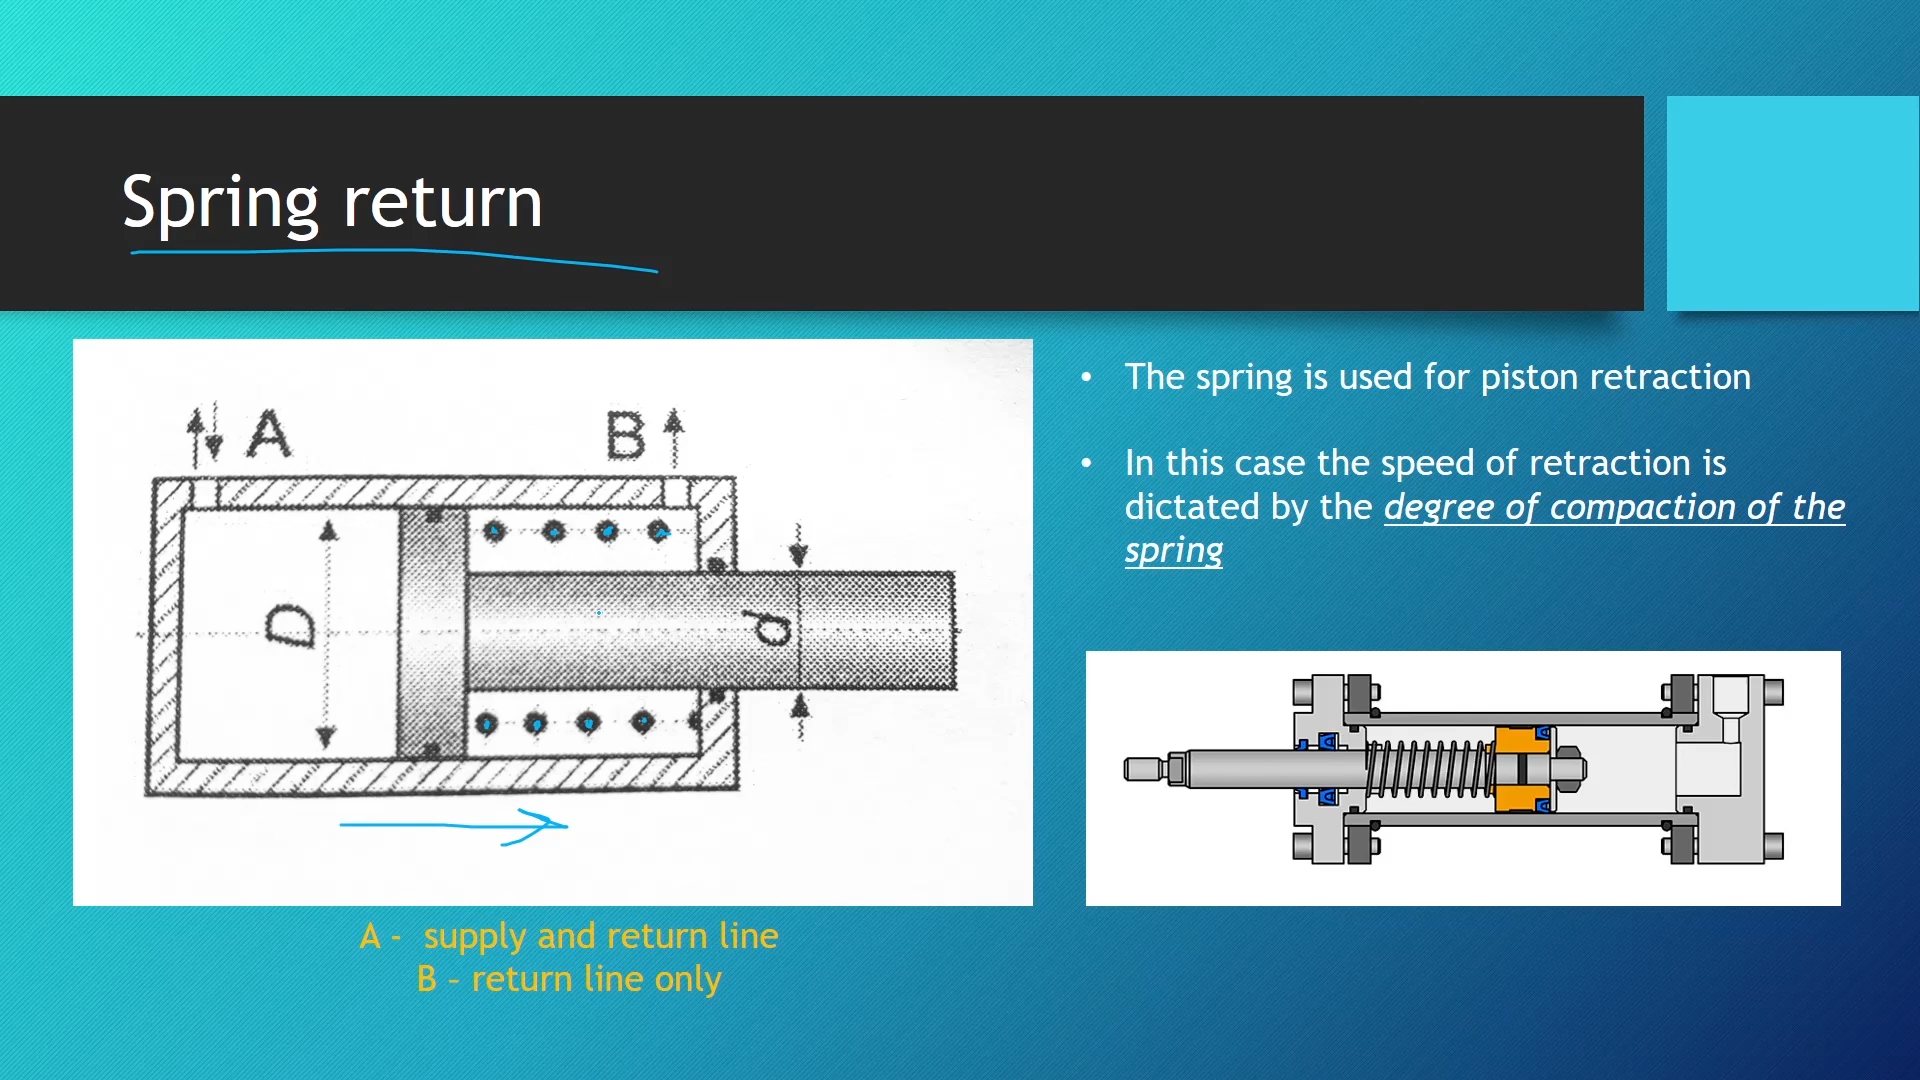 Spring return
A
B
D
d
• The spring is used for piston retraction
• In this case the speed of retraction is
dictated by the degree of compaction of the
spring
A - supply and return line
B – return line only